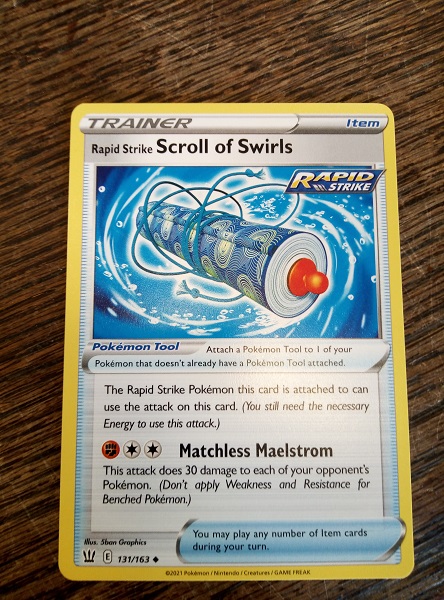 TRAINER Item
Rapid Strike Scroll of Swirls
RAPID
STRIKE
Pokémon Tool Attach a Pokémon Tool to 1 of your
Pokémon that doesn't already have a Pokémon Tool attached.
The Rapid Strike Pokémon this card is attached to can
use the attack on this card. (You still need the necessary
Energy to use this attack.)
Matchless Maelstrom
This attack does 30 damage to each of your opponent's
Pokémon. (Don't apply Weakness and Resistance for
Benched Pokémon.)
Illus. 5ban Graphics
You may play any number of Item cards
during your turn.
E 131/163
©2021 Pokémon / Nintendo / Creatures / GAME FREAK